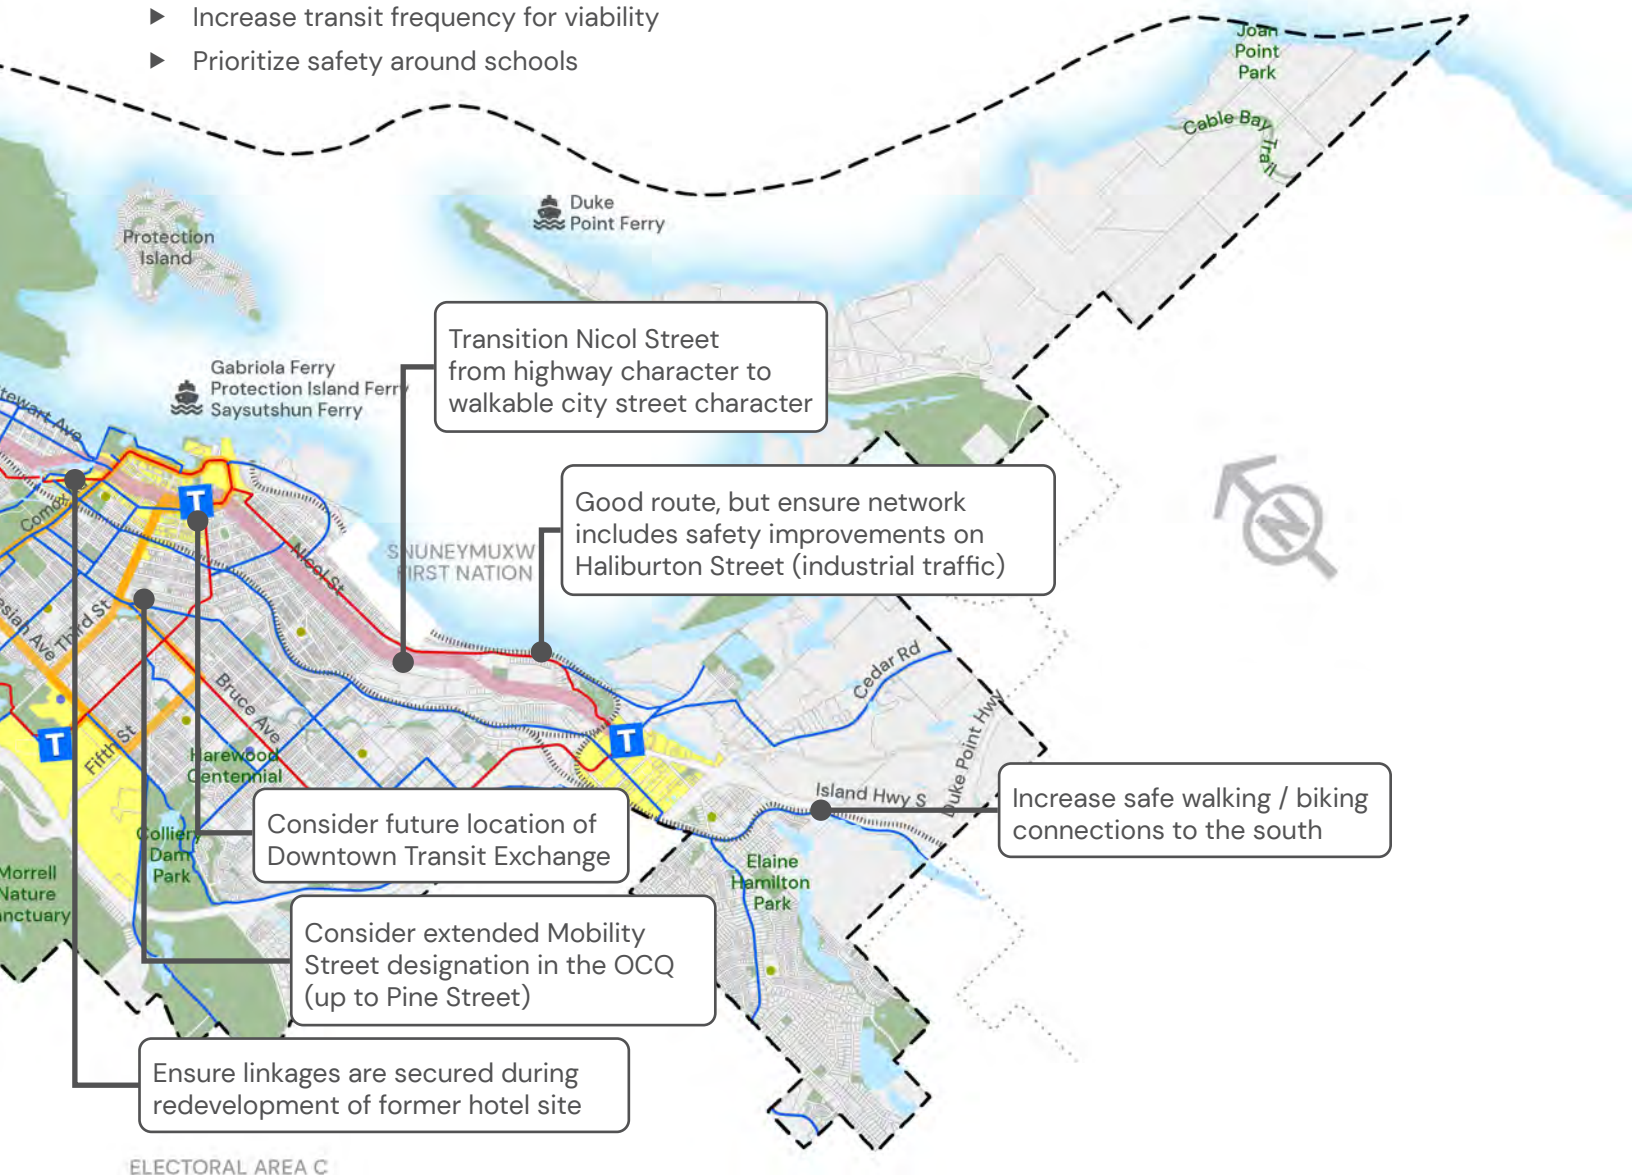 Increase transit frequency for viability
Prioritize safety around schools
Joan
Point
Park
Cable Bay
Trail
Duke
Point Ferry
Protection
Island
Gabriola Ferry
Protection Island Ferry
Saysutshun Ferry
Transition Nicol Street
from highway character to
walkable city street character
Good route, but ensure network
includes safety improvements on
Haliburton Street (industrial traffic)
SNUNEYMUXW
FIRST NATION
N
tewart Ave
Como
T
Nicol St
esian Ave
Third St
Bruce Ave
Fifth St
T
T
Cedar Rd
Duke Point Hwy
Island Hwy S
Harewood
Centennial
Colliery
Dam
Park
Morrell
Nature
anctuary
Elaine
Hamilton
Park
Increase safe walking / biking
connections to the south
Consider future location of
Downtown Transit Exchange
Consider extended Mobility
Street designation in the OCQ
(up to Pine Street)
Ensure linkages are secured during
redevelopment of former hotel site
ELECTORAL AREA C